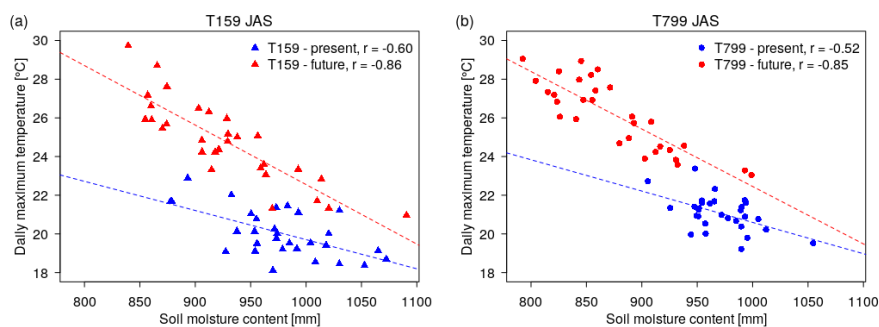 (a)
T159 JAS
Daily maximum temperature [°C]
30
28
26
24
22
20
18
T159 - present, r = -0.60
T159 - future, r = -0.86
800
850
900
950
1000
1050
1100
Soil moisture content [mm]
(b)
T799 JAS
Daily maximum temperature [°C]
30
28
26
24
22
20
18
T799 - present, r = -0.52
T799 - future, r = -0.85
800
850
900
950
1000
1050
1100
Soil moisture content [mm]